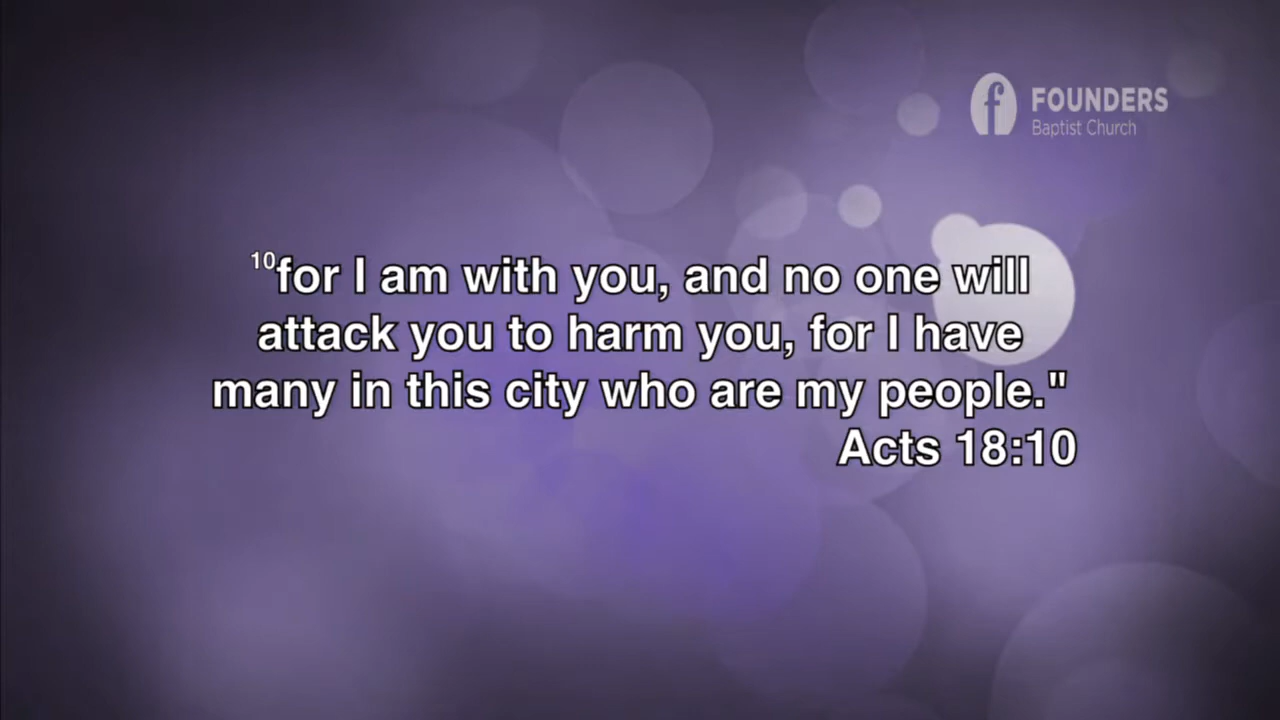 FOUNDERS
Baptist Church
10for I am with you, and no one will
attack you to harm you, for I have
many in this city who are my people."
Acts 18:10